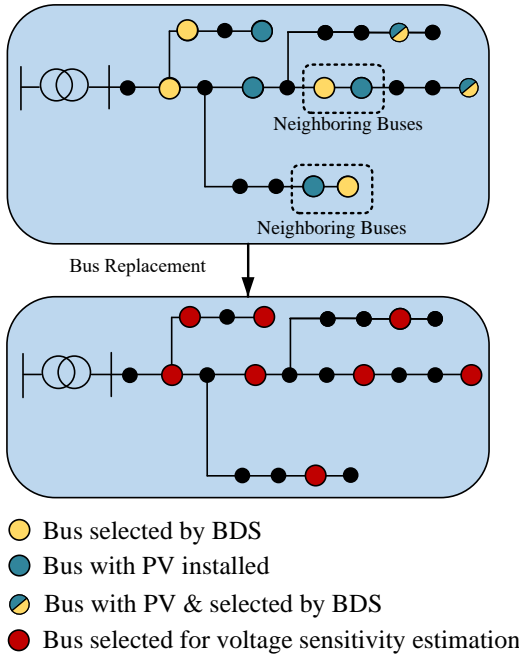 Neighboring Buses
Neighboring Buses
Bus Replacement
Bus selected by BDS
Bus with PV installed
Bus with PV & selected by BDS
Bus selected for voltage sensitivity estimation